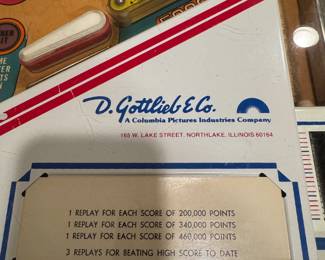 D. Gottlieb & Co.
A Columbia Pictures Industries Company
165 W. LAKE STREET, NORTHLAKE, ILLINOIS 60164
1 REPLAY FOR EACH SCORE OF 200,000 POINTS
1 REPLAY FOR EACH SCORE OF 340,000 POINTS
1 REPLAY FOR EACH SCORE OF 460,000 POINTS
3 REPLAYS FOR BEATING HIGH SCORE TO DATE